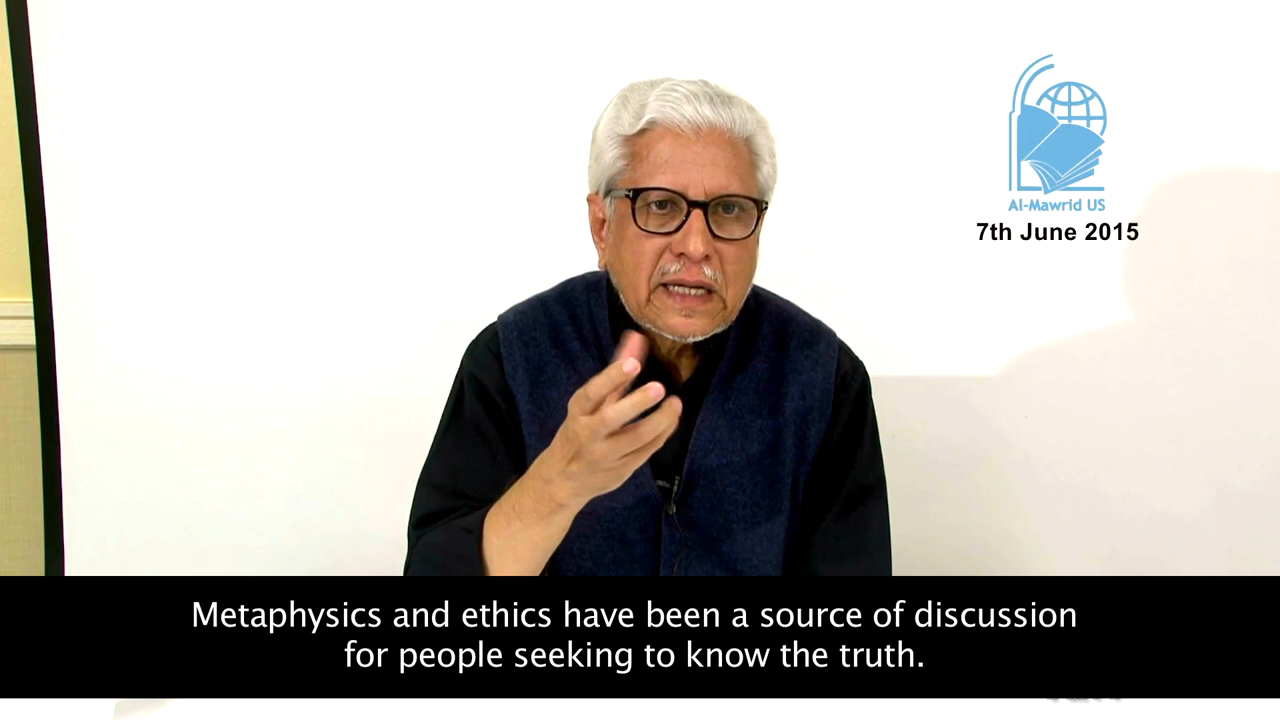 Al-Mawrid US
7th June 2015
Metaphysics and ethics have been a source of discussion
for people seeking to know the truth.